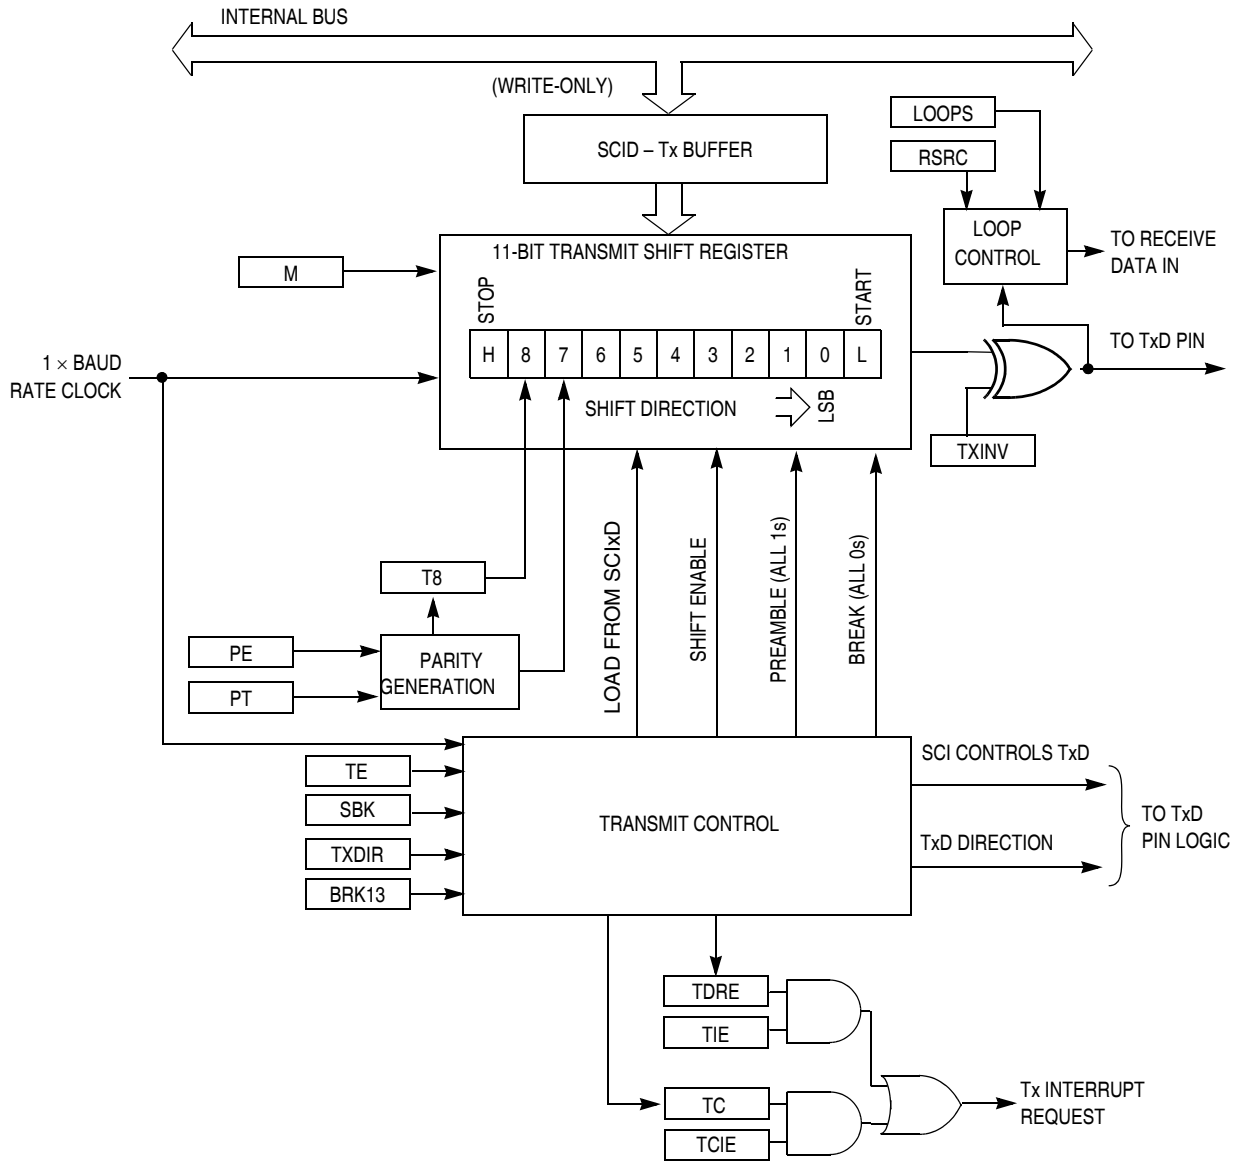 INTERNAL BUS
(WRITE-ONLY)
SCID – Tx BUFFER
LOOPS
RSRC
LOOP
CONTROL
TO RECEIVE
DATA IN
11-BIT TRANSMIT SHIFT REGISTER
M
STOP
START
H 8 7 6 5 4 3 2 1 0 L
1 × BAUD
RATE CLOCK
SHIFT DIRECTION
LSB
TO TxD PIN
TXINV
T8
PE
PT
PARITY
GENERATION
LOAD FROM SCIxD
SHIFT ENABLE
PREAMBLE (ALL 1s)
BREAK (ALL 0s)
TE
SBK
TXDIR
BRK13
TRANSMIT CONTROL
SCI CONTROLS TxD
TxD DIRECTION
TO TxD
PIN LOGIC
TDRE
TIE
TC
TCIE
Tx INTERRUPT
REQUEST